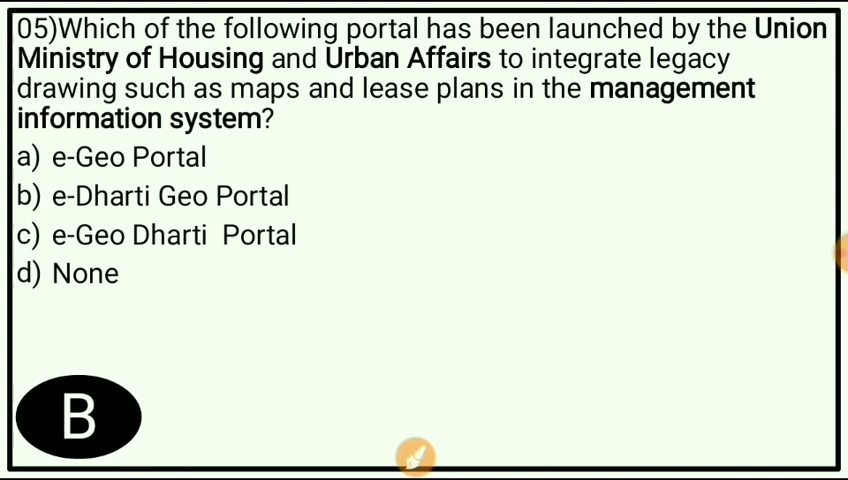 05)Which of the following portal has been launched by the Union
Ministry of Housing and Urban Affairs to integrate legacy
drawing such as maps and lease plans in the management
information system?
a) e-Geo Portal
b) e-Dharti Geo Portal
c) e-Geo Dharti Portal
d) None
B